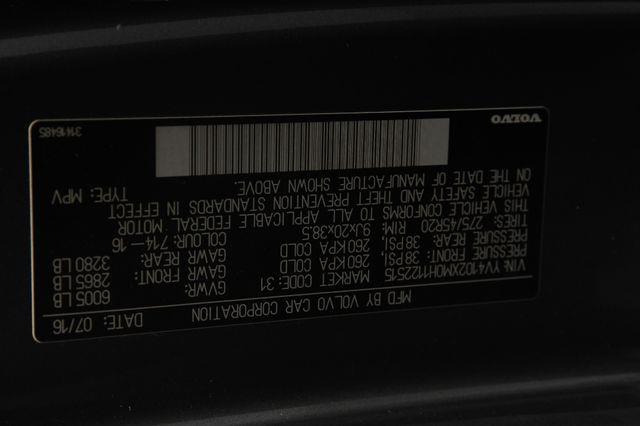 MFD BY VOLVO CAR CORPORATION DATE: 07/16
VIN: YV4102XM0H1122515 MARKET CODE: 31 GVWR: 6005 LB
PRESSURE FRONT: 38 PSI, 260 KPA COLD GAWR FRONT: 2865 LB
PRESSURE REAR: 38 PSI, 260 KPA COLD GAWR REAR: 3280 LB
TIRES: 275/45R20 RIM: 9Jx20x38.5 COLOUR: 714-16
THIS VEHICLE CONFORMS TO ALL APPLICABLE FEDERAL MOTOR
VEHICLE SAFETY AND THEFT PREVENTION STANDARDS IN EFFECT
ON THE DATE OF MANUFACTURE SHOWN ABOVE. TYPE: MPV
VOLVO 31416485